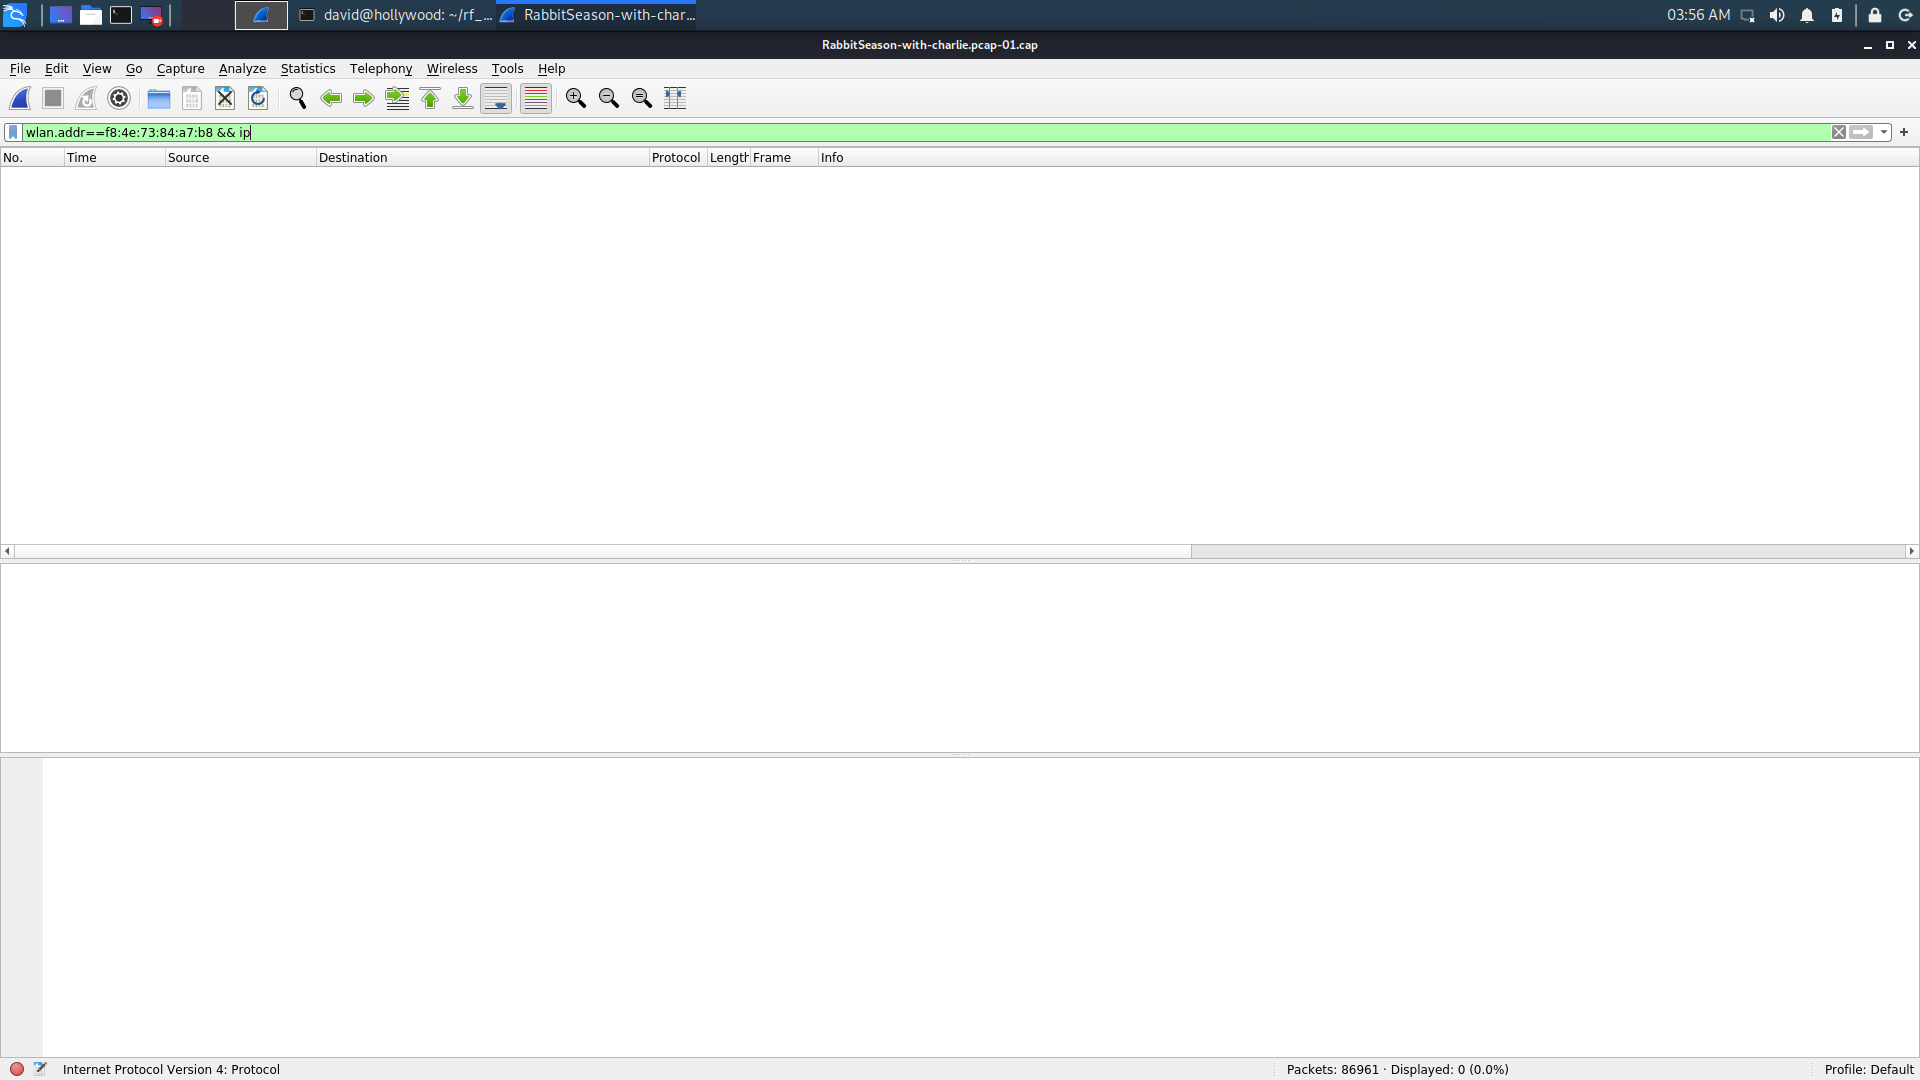 david@hollywood: ~/rf_...
RabbitSeason-with-char...
03:56 AM
RabbitSeason-with-charlie.pcap-01.cap
File Edit View Go Capture Analyze Statistics Telephony Wireless Tools Help
wlan.addr==f8:4e:73:84:a7:b8 && ip
No. Time Source Destination Protocol Length Frame Info
Internet Protocol Version 4: Protocol
Packets: 86961 · Displayed: 0 (0.0%)
Profile: Default